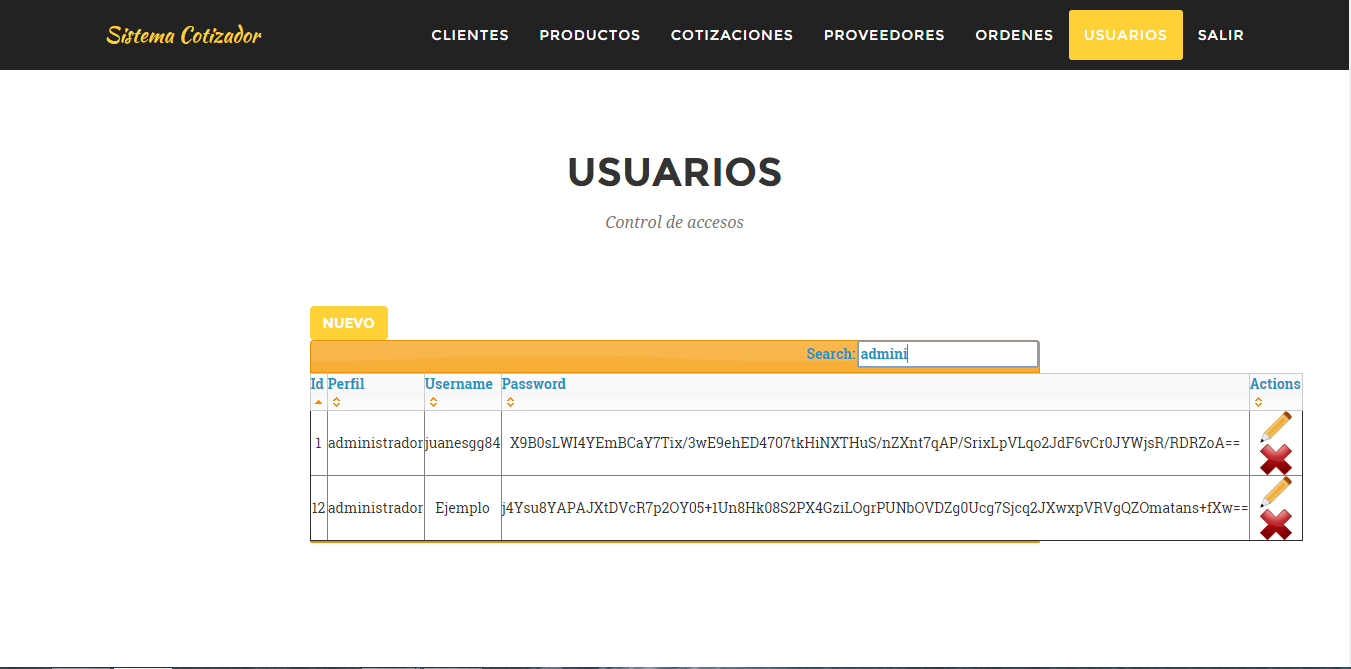 Sistema Cotizador CLIENTES PRODUCTOS COTIZACIONES PROVEEDORES ORDENES USUARIOS SALIR
USUARIOS
Control de accesos
NUEVO
Search: admini
Id Perfil Username Password Actions
1 administrador juanesgg84 X9B0sLWI4YEmBCaY7Tix/3wE9ehED4707tkHiNXTHuS/nZXnt7qAP/SrixLpVLqo2JdF6vCr0JYWjsR/RDRZoA==
12 administrador Ejemplo j4Ysu8YAPAJXtDVcR7p2OY05+1Un8Hk08S2PX4GziLOgrPUNbOVDZg0Ucg7Sjcq2JXwxpVRVgQZOmatans+fXw==